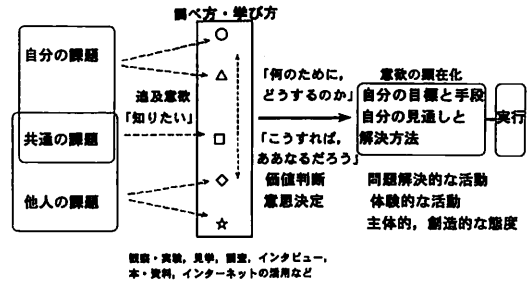 調べ方・学び方
自分の課題
共通の課題
他人の課題
追及意欲
「知りたい」
「何のために,
どうするのか」
「こうすれば,
ああなるだろう」
価値判断
意思決定
意欲の顕在化
自分の目標と手段
自分の見通しと
解決方法
実行
問題解決的な活動
体験的な活動
主体的, 創造的な態度
観察・実験, 見学, 調査, インタビュー,
本・資料, インターネットの活用など